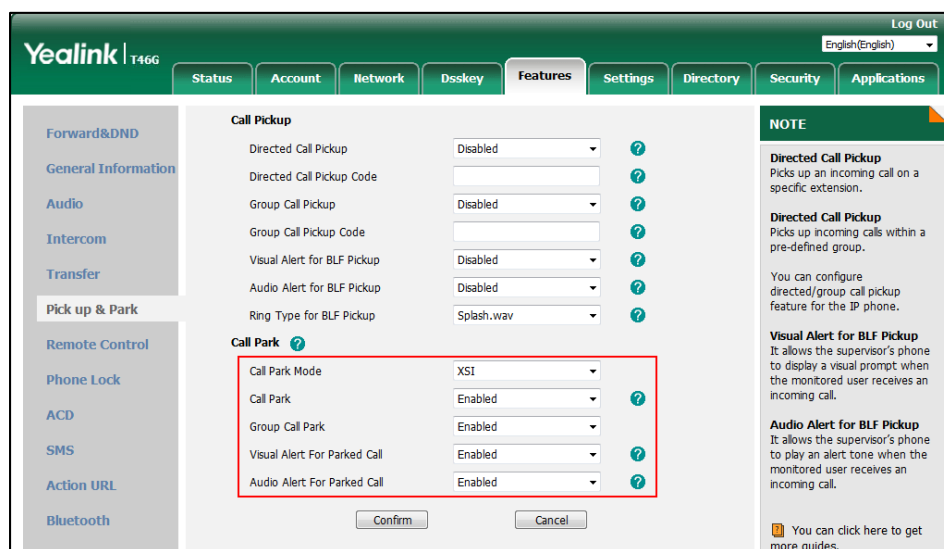 Log Out
Yealink | T46G
English(English)
Status Account Network Dsskey Features Settings Directory Security Applications
Forward&DND
General Information
Audio
Intercom
Transfer
Pick up & Park
Remote Control
Phone Lock
ACD
SMS
Action URL
Bluetooth
Call Pickup
Directed Call Pickup Disabled ?
Directed Call Pickup Code ?
Group Call Pickup Disabled ?
Group Call Pickup Code ?
Visual Alert for BLF Pickup Disabled ?
Audio Alert for BLF Pickup Disabled ?
Ring Type for BLF Pickup Splash.wav ?
Call Park ?
Call Park Mode XSI
Call Park Enabled ?
Group Call Park Enabled
Visual Alert For Parked Call Enabled ?
Audio Alert For Parked Call Enabled ?
Confirm Cancel
NOTE
Directed Call Pickup
Picks up an incoming call on a
specific extension.
Directed Call Pickup
Picks up incoming calls within a
pre-defined group.
You can configure
directed/group call pickup
feature for the IP phone.
Visual Alert for BLF Pickup
It allows the supervisor's phone
to display a visual prompt when
the monitored user receives an
incoming call.
Audio Alert for BLF Pickup
It allows the supervisor's phone
to play an alert tone when the
monitored user receives an
incoming call.
? You can click here to get
more guides.